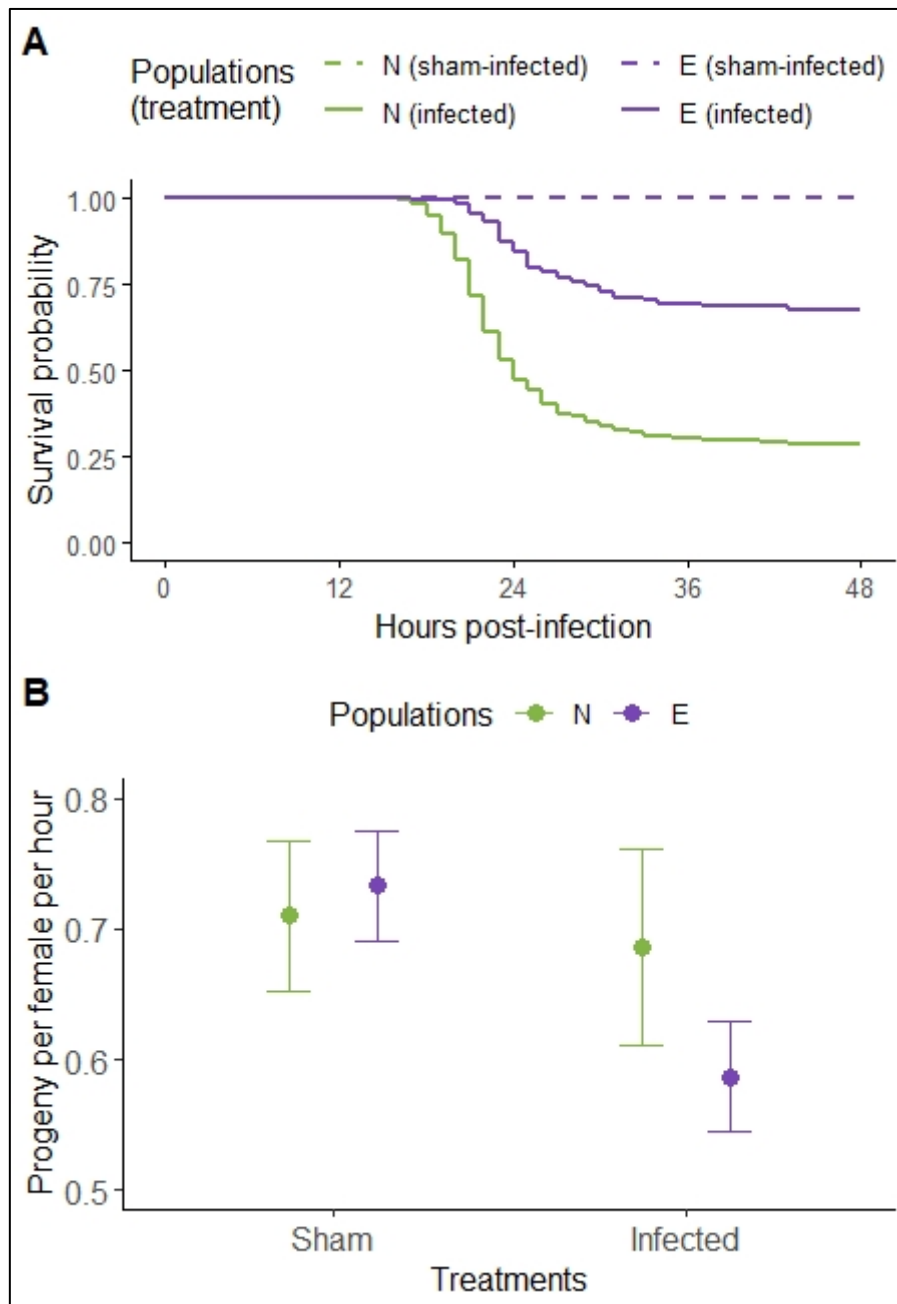 A
Populations (treatment)
N (sham-infected)
E (sham-infected)
N (infected)
E (infected)
Survival probability
1.00
0.75
0.50
0.25
0.00
0
12
24
36
48
Hours post-infection
B
Populations
N
E
Progeny per female per hour
0.8
0.7
0.6
0.5
Sham
Infected
Treatments